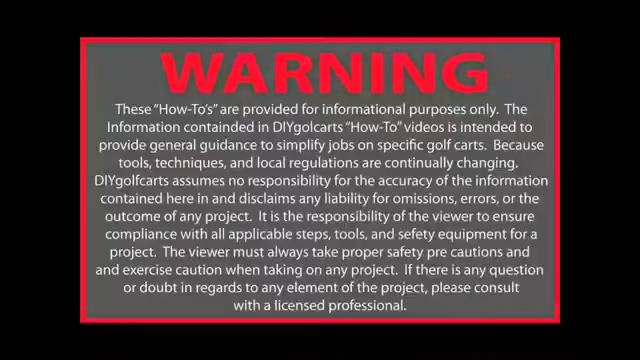 WARNING
These "How-To's" are provided for informational purposes only.  The
Information containded in DIYgolcarts "How-To" videos is intended to
provide general guidance to simplify jobs on specific golf carts.  Because
tools, techniques, and local regulations are continually changing.
DIYgolfcarts assumes no responsibility for the accuracy of the information
contained here in and disclaims any liability for omissions, errors, or the
outcome of any project.  It is the responsibility of the viewer to ensure
compliance with all applicable steps, tools, and safety equipment for a
project.  The viewer must always take proper safety pre cautions and
and exercise caution when taking on any project.  If there is any question
or doubt in regards to any element of the project, please consult
with a licensed professional.